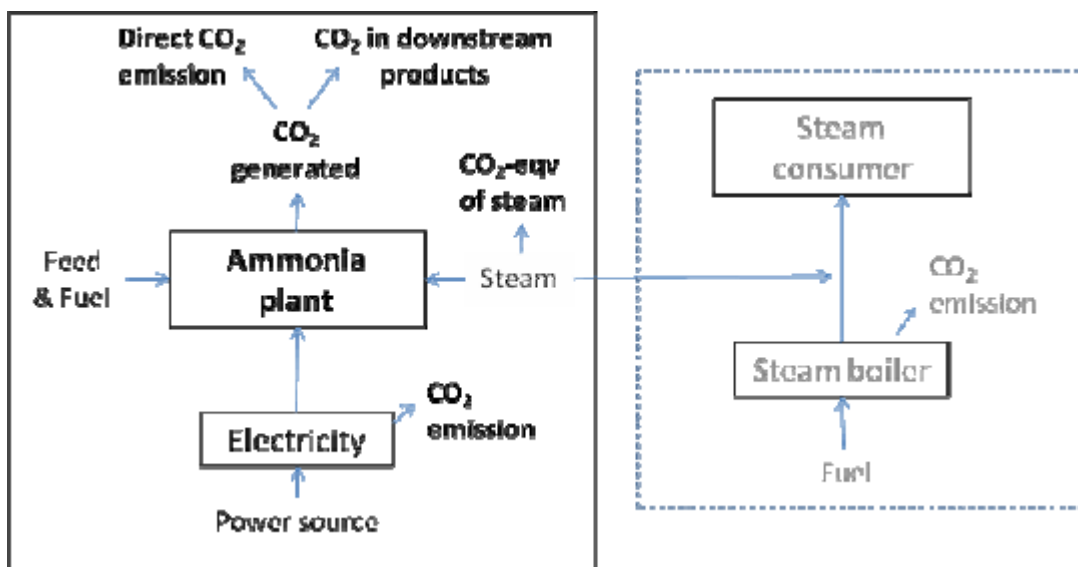 Direct CO₂
emission
CO₂ in downstream
products
CO₂
generated
CO₂-eqv
of steam
Feed
& Fuel
Ammonia
plant
Steam
Electricity
CO₂
emission
Power source
Steam
consumer
CO₂
emission
Steam boiler
Fuel